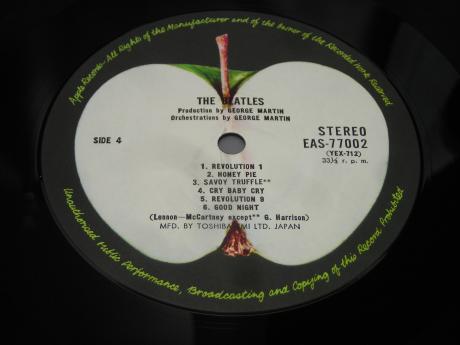 Apple Records - All Rights of the Manufacturer and of the Owner of the Recorded Work Reserved
THE BEATLES
Production by GEORGE MARTIN
Orchestrations by GEORGE MARTIN
SIDE 4
STEREO
EAS-77002
(YEX-712)
33⅓ r. p. m.
1. REVOLUTION 1
2. HONEY PIE
3. SAVOY TRUFFLE**
4. CRY BABY CRY
5. REVOLUTION 9
6. GOOD NIGHT
(Lennon-McCartney except** G. Harrison)
MFD. BY TOSHIBA EMI LTD. JAPAN
Unauthorised Public Performance, Broadcasting and Copying of this Record Prohibited